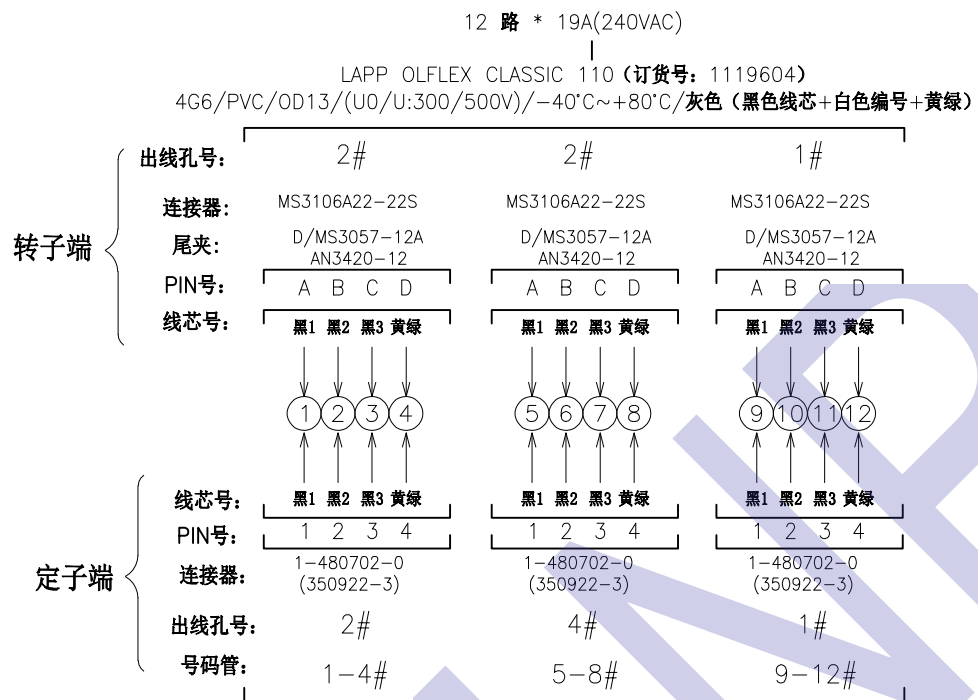 12 路 * 19A(240VAC)
LAPP OLFLEX CLASSIC 110(订货号: 1119604)
4G6/PVC/OD13/(U0/U:300/500V)/-40°C~+80°C/灰色(黑色线芯+白色编号+黄绿)
出线孔号: 2# 2# 1#
连接器: MS3106A22-22S MS3106A22-22S MS3106A22-22S
转子端
尾夹: D/MS3057-12A D/MS3057-12A D/MS3057-12A
AN3420-12 AN3420-12 AN3420-12
PIN号: A B C D A B C D A B C D
线芯号: 黑1 黑2 黑3 黄绿 黑1 黑2 黑3 黄绿 黑1 黑2 黑3 黄绿
1 2 3 4 5 6 7 8 9 10 11 12
线芯号: 黑1 黑2 黑3 黄绿 黑1 黑2 黑3 黄绿 黑1 黑2 黑3 黄绿
PIN号: 1 2 3 4 1 2 3 4 1 2 3 4
定子端
连接器: 1-480702-0 1-480702-0 1-480702-0
(350922-3) (350922-3) (350922-3)
出线孔号: 2# 4# 1#
号码管: 1-4# 5-8# 9-12#